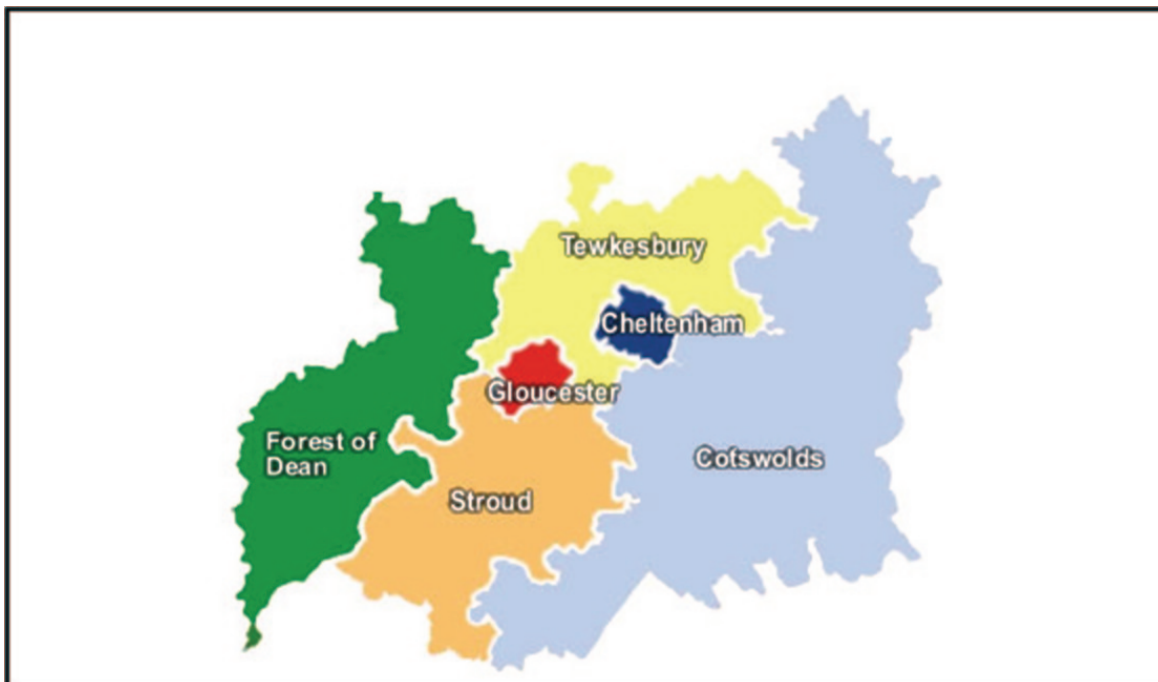 Tewkesbury
Cheltenham
Gloucester
Forest of
Dean
Cotswolds
Stroud